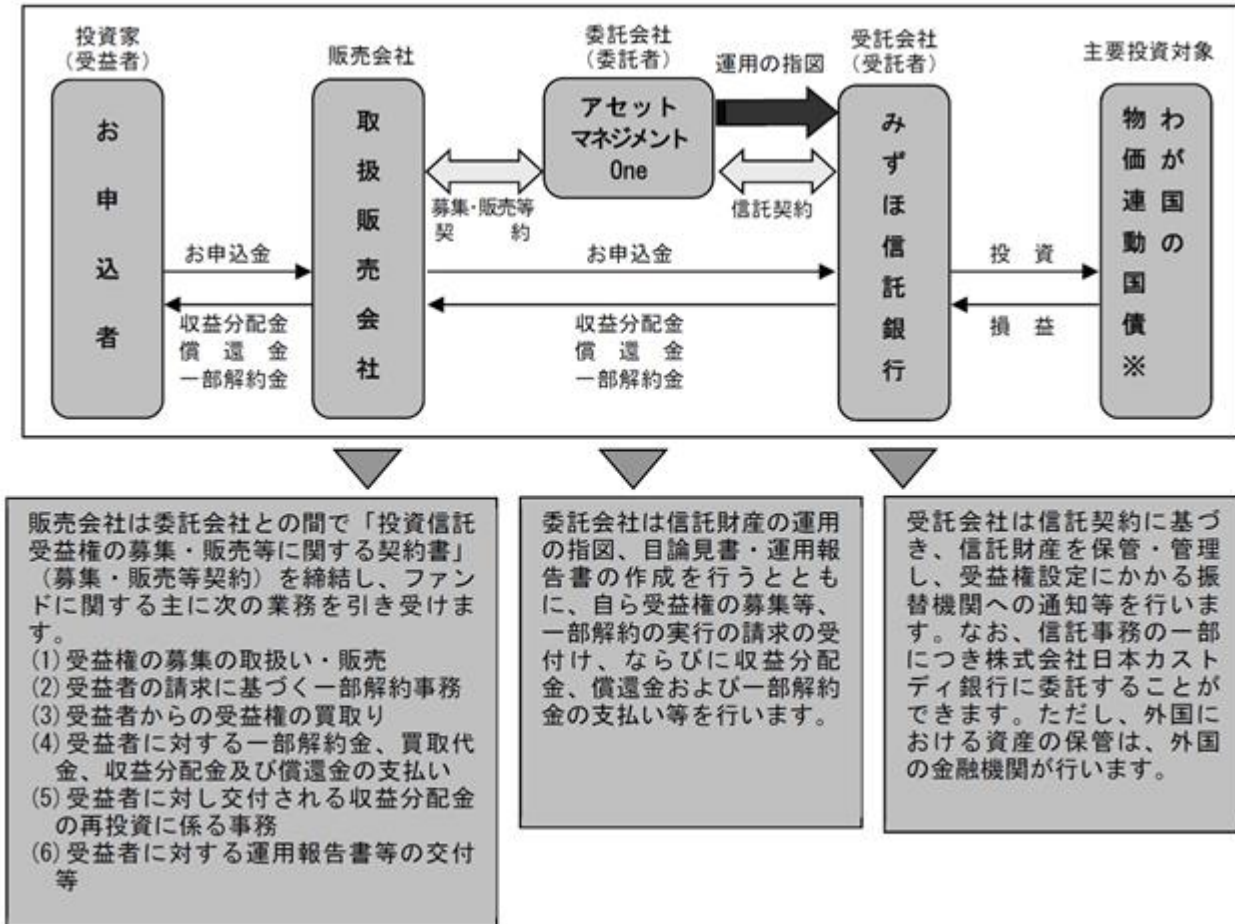 投資家
（受益者）
お申込者
販売会社
取扱販売会社
委託会社
（委託者）
アセット
マネジメント
One
運用の指図
受託会社
（受託者）
みずほ信託銀行
主要投資対象
わが国の
物価連動国債※
募集・販売等
契　　約
信託契約
お申込金
収益分配金
償　還　金
一部解約金
お申込金
収益分配金
償　還　金
一部解約金
投　資
損　益
販売会社は委託会社との間で「投資信託
受益権の募集・販売等に関する契約書」
（募集・販売等契約）を締結し、ファン
ドに関する主に次の業務を引き受けま
す。
(1)受益権の募集の取扱い・販売
(2)受益者の請求に基づく一部解約事務
(3)受益者からの受益権の買取り
(4)受益者に対する一部解約金、買取代
金、収益分配金及び償還金の支払い
(5)受益者に対し交付される収益分配金
の再投資に係る事務
(6)受益者に対する運用報告書等の交付
等
委託会社は信託財産の運用
の指図、目論見書・運用報
告書の作成を行うととも
に、自ら受益権の募集等、
一部解約の実行の請求の受
付け、ならびに収益分配
金、償還金および一部解約
金の支払い等を行います。
受託会社は信託契約に基づ
き、信託財産を保管・管理
し、受益権設定にかかる振
替機関への通知等を行いま
す。なお、信託事務の一部
につき株式会社日本カスト
ディ銀行に委託することが
できます。ただし、外国に
おける資産の保管は、外国
の金融機関が行います。